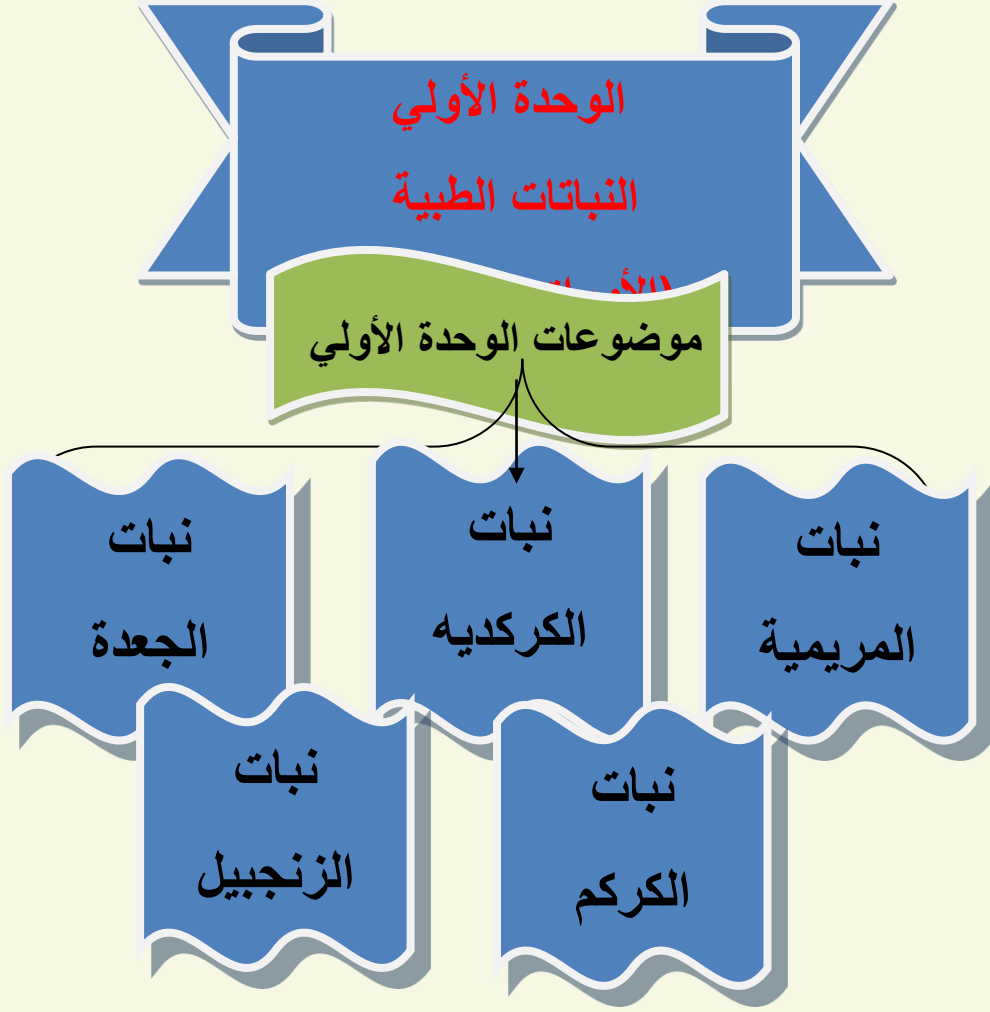 الوحدة الأولي
النباتات الطبية
موضوعات الوحدة الأولي
نبات
المريمية
نبات
الكركديه
نبات
الجعدة
نبات
الكركم
نبات
الزنجبيل